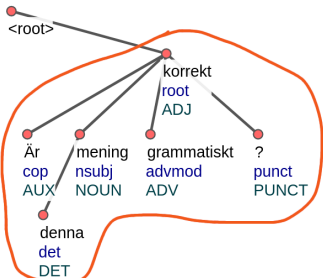 <root>
korrekt
root
ADJ
Är mening grammatiskt ?
cop nsubj advmod punct
AUX NOUN ADV PUNCT
denna
det
DET